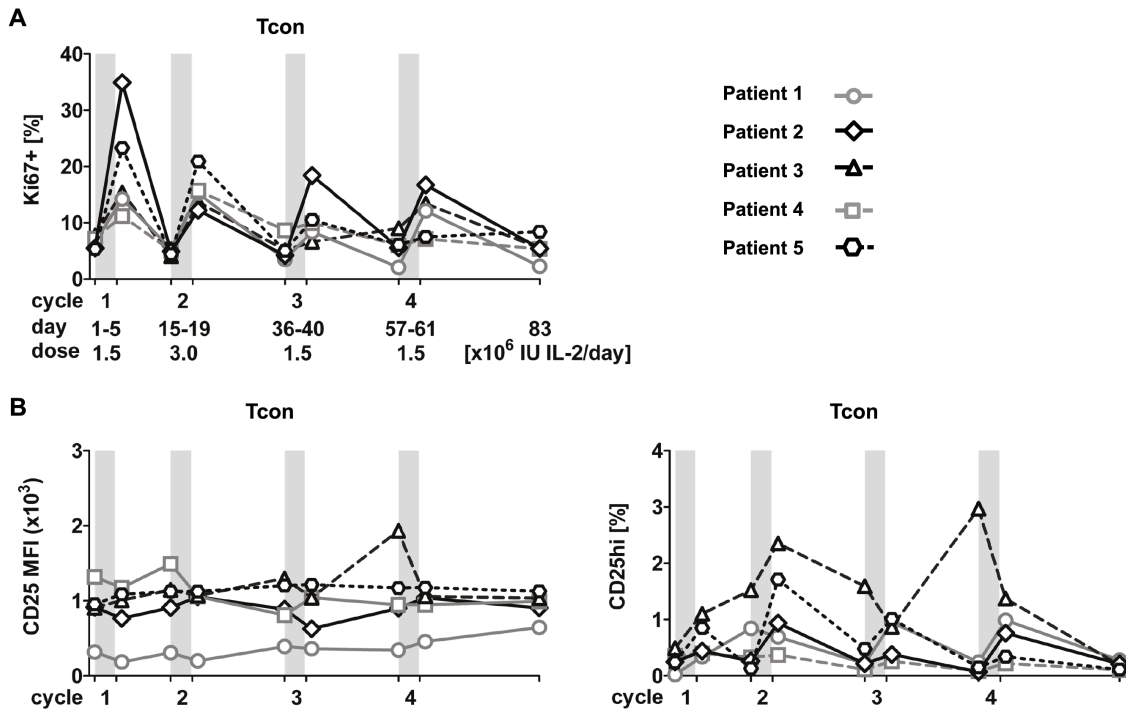 A
Tcon
40
30
20
10
0
Ki67+ [%]
cycle 1 2 3 4
day 1-5 15-19 36-40 57-61 83
dose 1.5 3.0 1.5 1.5 [x10⁶ IU IL-2/day]
Patient 1
Patient 2
Patient 3
Patient 4
Patient 5
B
Tcon
3
2
1
0
CD25 MFI (x10³)
cycle 1 2 3 4
Tcon
4
3
2
1
0
CD25hi [%]
cycle 1 2 3 4